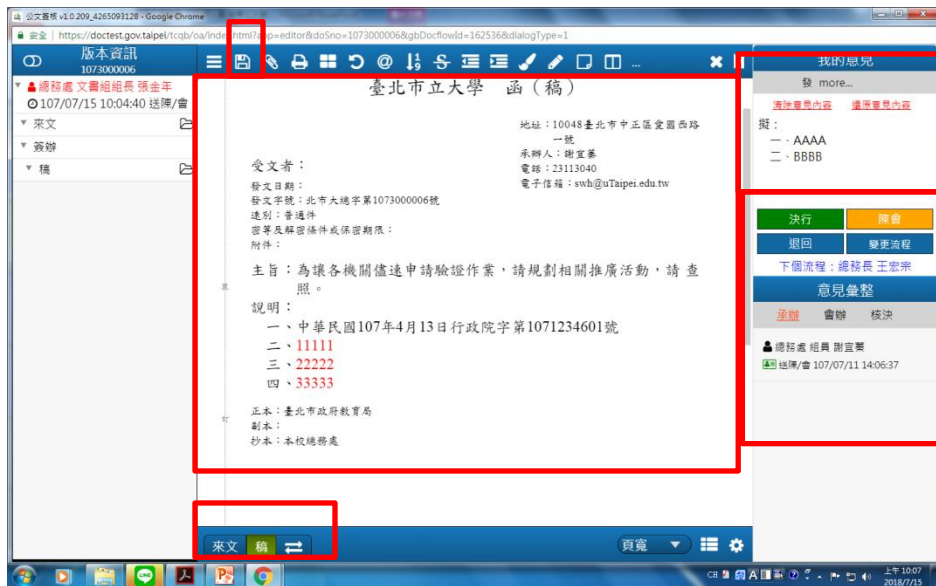 公文簽核 v1.0.209_4265093128 - Google Chrome
安全 | https://doctest.gov.taipei/tcqb/oa/index.html?app=editor&doSno=1073000006&gbDocflowId=162536&dialogType=1
版本資訊
1073000006
總務處 文書組組長 張金年
107/07/15 10:04:40 送陳/會
來文
簽辦
稿
臺北市立大學 函（稿）
地址：10048臺北市中正區愛國西路
一號
承辦人：謝宜蓁
電話：23113040
電子信箱：swh@uTaipei.edu.tw
受文者：
發文日期：
發文字號：北市大總字第1073000006號
速別：普通件
密等及解密條件或保密期限：
附件：
主旨：為讓各機關儘速申請驗證作業，請規劃相關推廣活動，請 查
照。
說明：
一、中華民國107年4月13日行政院字第1071234601號
二、11111
三、22222
四、33333
正本：臺北市政府教育局
副本：
抄本：本校總務處
訂
來文 稿
頁寬
我的意見
發 more...
清除意見內容 還原意見內容
擬：
一、AAAA
二、BBBB
決行 陳會
退回 變更流程
下個流程：總務長 王宏宗
意見彙整
承辦 會辦 核決
總務處 組員 謝宜蓁
送陳/會 107/07/11 14:06:37
CH
上午 10:07
2018/7/15